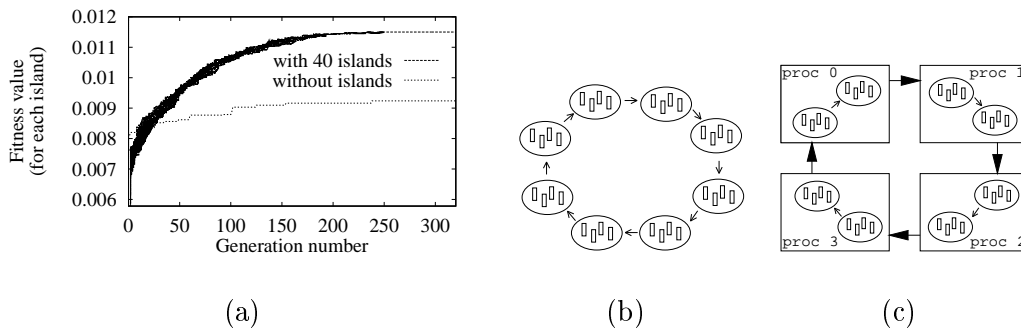 0.012
0.0115
0.01
0.009
0.008
0.007
0.006
Fitness value
(for each island)
with 40 islands
without islands
0 50 100 150 200 250 300
Generation number
proc 0
proc 1
proc 3
proc 2
(a)
(b)
(c)